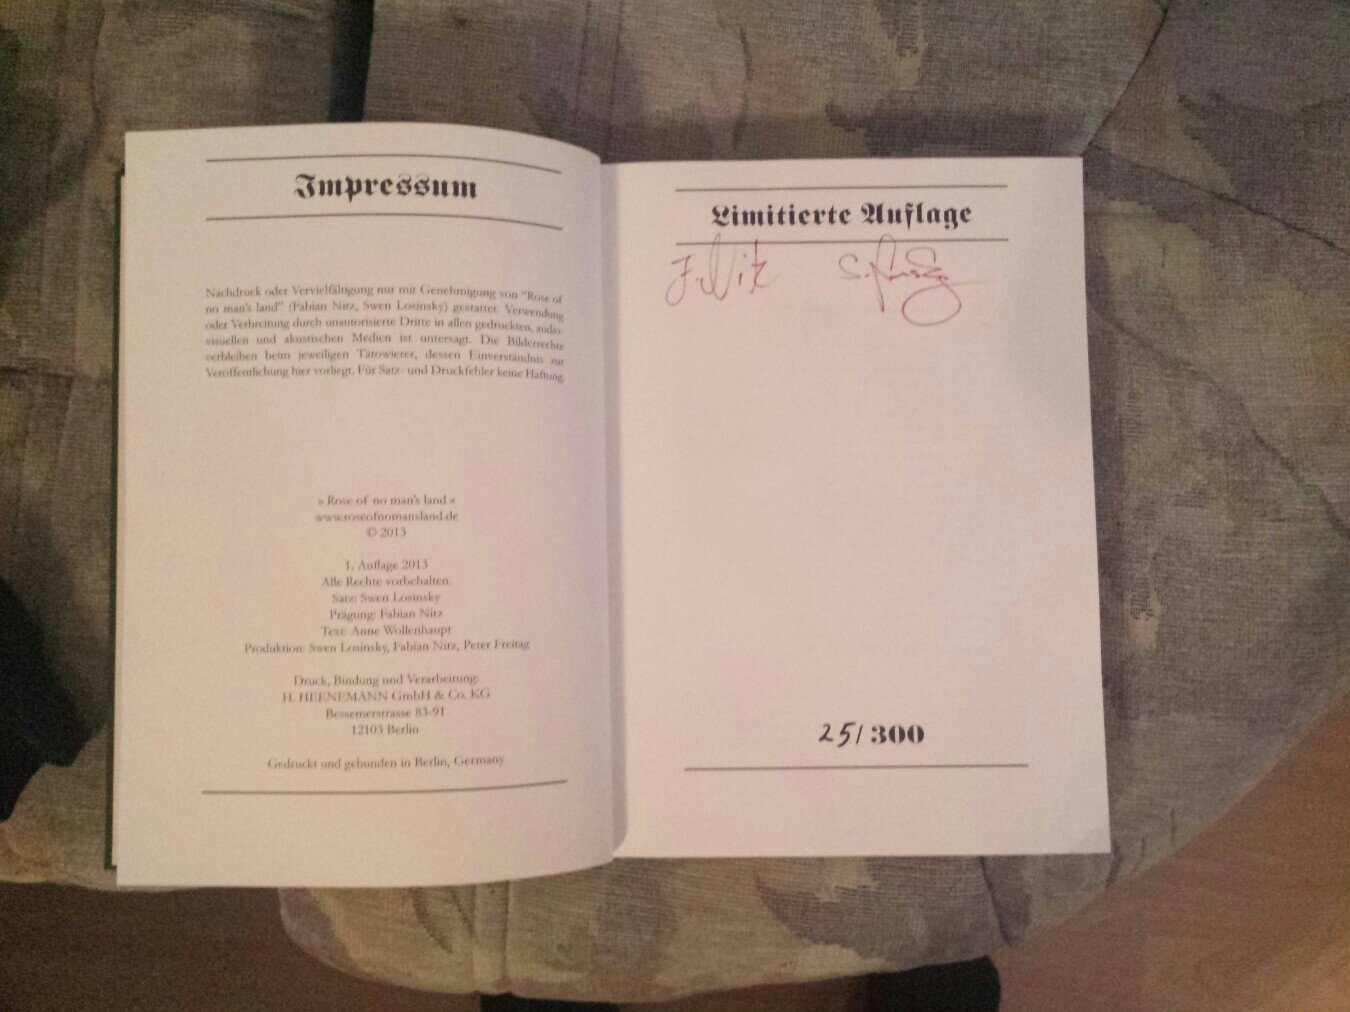 Impressum
Nachdruck oder Vervielfältigung nur mit Genehmigung von "Rose of
no man's land" (Fabian Nitz, Swen Losinsky) gestattet. Verwendung
oder Verbreitung durch unautorisierte Dritte in allen gedruckten, audio-
visuellen und akustischen Medien ist untersagt. Die Bilderrechte
verbleiben beim jeweiligen Tätowierer, dessen Einverständnis zur
Veröffentlichung hier vorliegt. Für Satz- und Druckfehler keine Haftung.
» Rose of no man's land «
www.roseofnomansland.de
© 2013
1. Auflage 2013
Alle Rechte vorbehalten.
Satz: Swen Losinsky
Prägung: Fabian Nitz
Text: Anne Wollenhaupt
Produktion: Swen Losinsky, Fabian Nitz, Peter Freitag
Druck, Bindung und Verarbeitung:
H. HEENEMANN GmbH & Co. KG
Bessemerstrasse 83-91
12103 Berlin
Gedruckt und gebunden in Berlin, Germany
Limitierte Auflage
F. Nitz
25/300